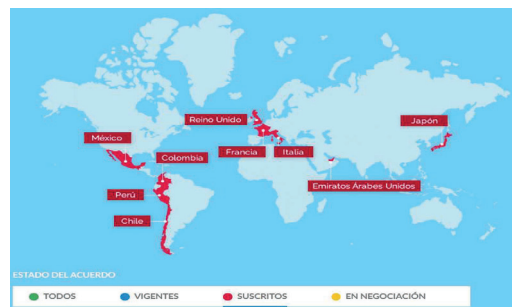 Reino Unido
Japón
México
Colombia
Francia
Italia
Perú
Emiratos Árabes Unidos
Chile
ESTADO DEL ACUERDO
TODOS
VIGENTES
SUSCRITOS
EN NEGOCIACIÓN